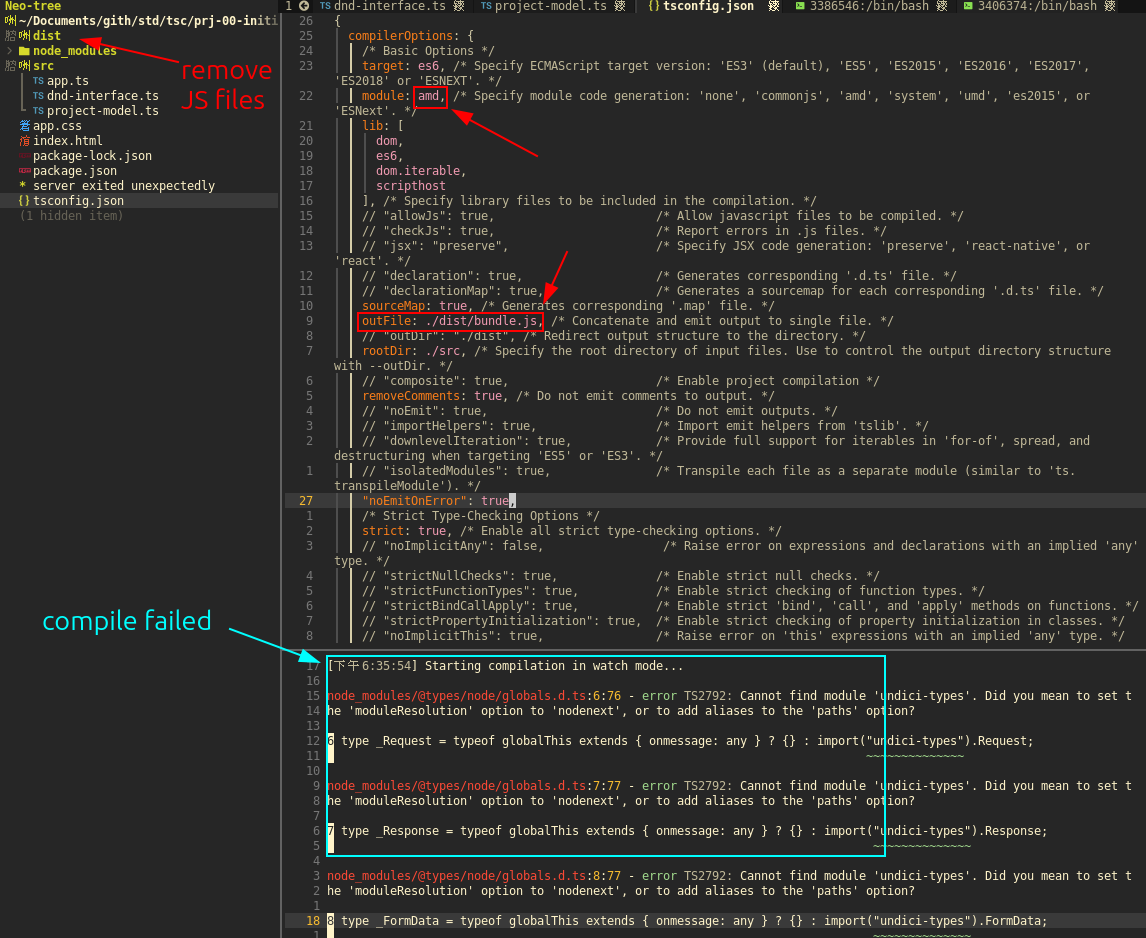 Neo-tree
~/Documents/gith/std/tsc/prj-00-initi
dist
node_modules
src
TS app.ts
TS dnd-interface.ts
TS project-model.ts
app.css
index.html
package-lock.json
package.json
* server exited unexpectedly
{} tsconfig.json
(1 hidden item)
remove
JS files
compile failed
1 TS dnd-interface.ts TS project-model.ts {} tsconfig.json 3386546:/bin/bash 3406374:/bin/bash
26 {
25 compilerOptions: {
24 /* Basic Options */
23 target: es6, /* Specify ECMAScript target version: 'ES3' (default), 'ES5', 'ES2015', 'ES2016', 'ES2017',
'ES2018' or 'ESNEXT'. */
22 module: amd, /* Specify module code generation: 'none', 'commonjs', 'amd', 'system', 'umd', 'es2015', or
'ESNext'. */
21 lib: [
20 dom,
19 es6,
18 dom.iterable,
17 scripthost
16 ], /* Specify library files to be included in the compilation. */
15 // "allowJs": true, /* Allow javascript files to be compiled. */
14 // "checkJs": true, /* Report errors in .js files. */
13 // "jsx": "preserve", /* Specify JSX code generation: 'preserve', 'react-native', or
'react'. */
12 // "declaration": true, /* Generates corresponding '.d.ts' file. */
11 // "declarationMap": true, /* Generates a sourcemap for each corresponding '.d.ts' file. */
10 sourceMap: true, /* Generates corresponding '.map' file. */
9 outFile: ./dist/bundle.js, /* Concatenate and emit output to single file. */
8 // "outDir": "./dist", /* Redirect output structure to the directory. */
7 rootDir: ./src, /* Specify the root directory of input files. Use to control the output directory structure
with --outDir. */
6 // "composite": true, /* Enable project compilation */
5 removeComments: true, /* Do not emit comments to output. */
4 // "noEmit": true, /* Do not emit outputs. */
3 // "importHelpers": true, /* Import emit helpers from 'tslib'. */
2 // "downlevelIteration": true, /* Provide full support for iterables in 'for-of', spread, and
destructuring when targeting 'ES5' or 'ES3'. */
1 // "isolatedModules": true, /* Transpile each file as a separate module (similar to 'ts.
transpileModule'). */
27 "noEmitOnError": true,
1 /* Strict Type-Checking Options */
2 strict: true, /* Enable all strict type-checking options. */
3 // "noImplicitAny": false, /* Raise error on expressions and declarations with an implied 'any'
type. */
4 // "strictNullChecks": true, /* Enable strict null checks. */
5 // "strictFunctionTypes": true, /* Enable strict checking of function types. */
6 // "strictBindCallApply": true, /* Enable strict 'bind', 'call', and 'apply' methods on functions. */
7 // "strictPropertyInitialization": true, /* Enable strict checking of property initialization in classes. */
8 // "noImplicitThis": true, /* Raise error on 'this' expressions with an implied 'any' type. */
17 [下午6:35:54] Starting compilation in watch mode...
16
15 node_modules/@types/node/globals.d.ts:6:76 - error TS2792: Cannot find module 'undici-types'. Did you mean to set t
14 he 'moduleResolution' option to 'nodenext', or to add aliases to the 'paths' option?
13
12 6 type _Request = typeof globalThis extends { onmessage: any } ? {} : import("undici-types").Request;
11 ~~~~~~~~~~~~~~
10
9 node_modules/@types/node/globals.d.ts:7:77 - error TS2792: Cannot find module 'undici-types'. Did you mean to set t
8 he 'moduleResolution' option to 'nodenext', or to add aliases to the 'paths' option?
7
6 7 type _Response = typeof globalThis extends { onmessage: any } ? {} : import("undici-types").Response;
5 ~~~~~~~~~~~~~~
4
3 node_modules/@types/node/globals.d.ts:8:77 - error TS2792: Cannot find module 'undici-types'. Did you mean to set t
2 he 'moduleResolution' option to 'nodenext', or to add aliases to the 'paths' option?
1
18 8 type _FormData = typeof globalThis extends { onmessage: any } ? {} : import("undici-types").FormData;
1 ~~~~~~~~~~~~~~